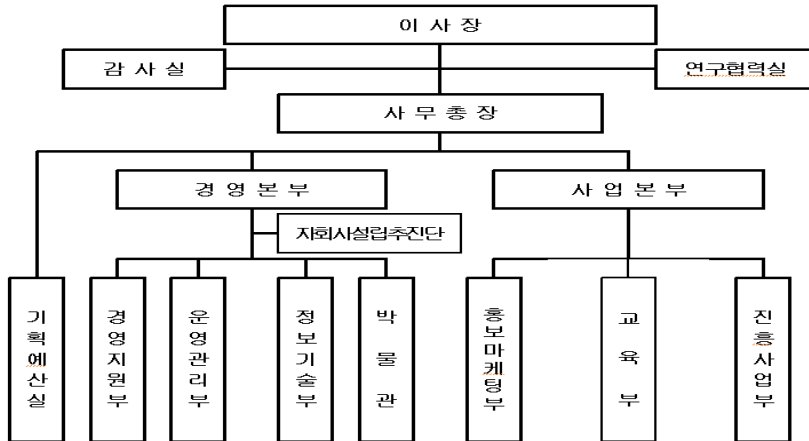 이 사 장
감 사 실
연구협력실
사 무 총 장
경 영 본 부
사 업 본 부
자회사설립추진단
기획예산실
경영지원부
운영관리부
정보기술부
박 물 관
홍보마케팅부
교 육 부
진흥사업부